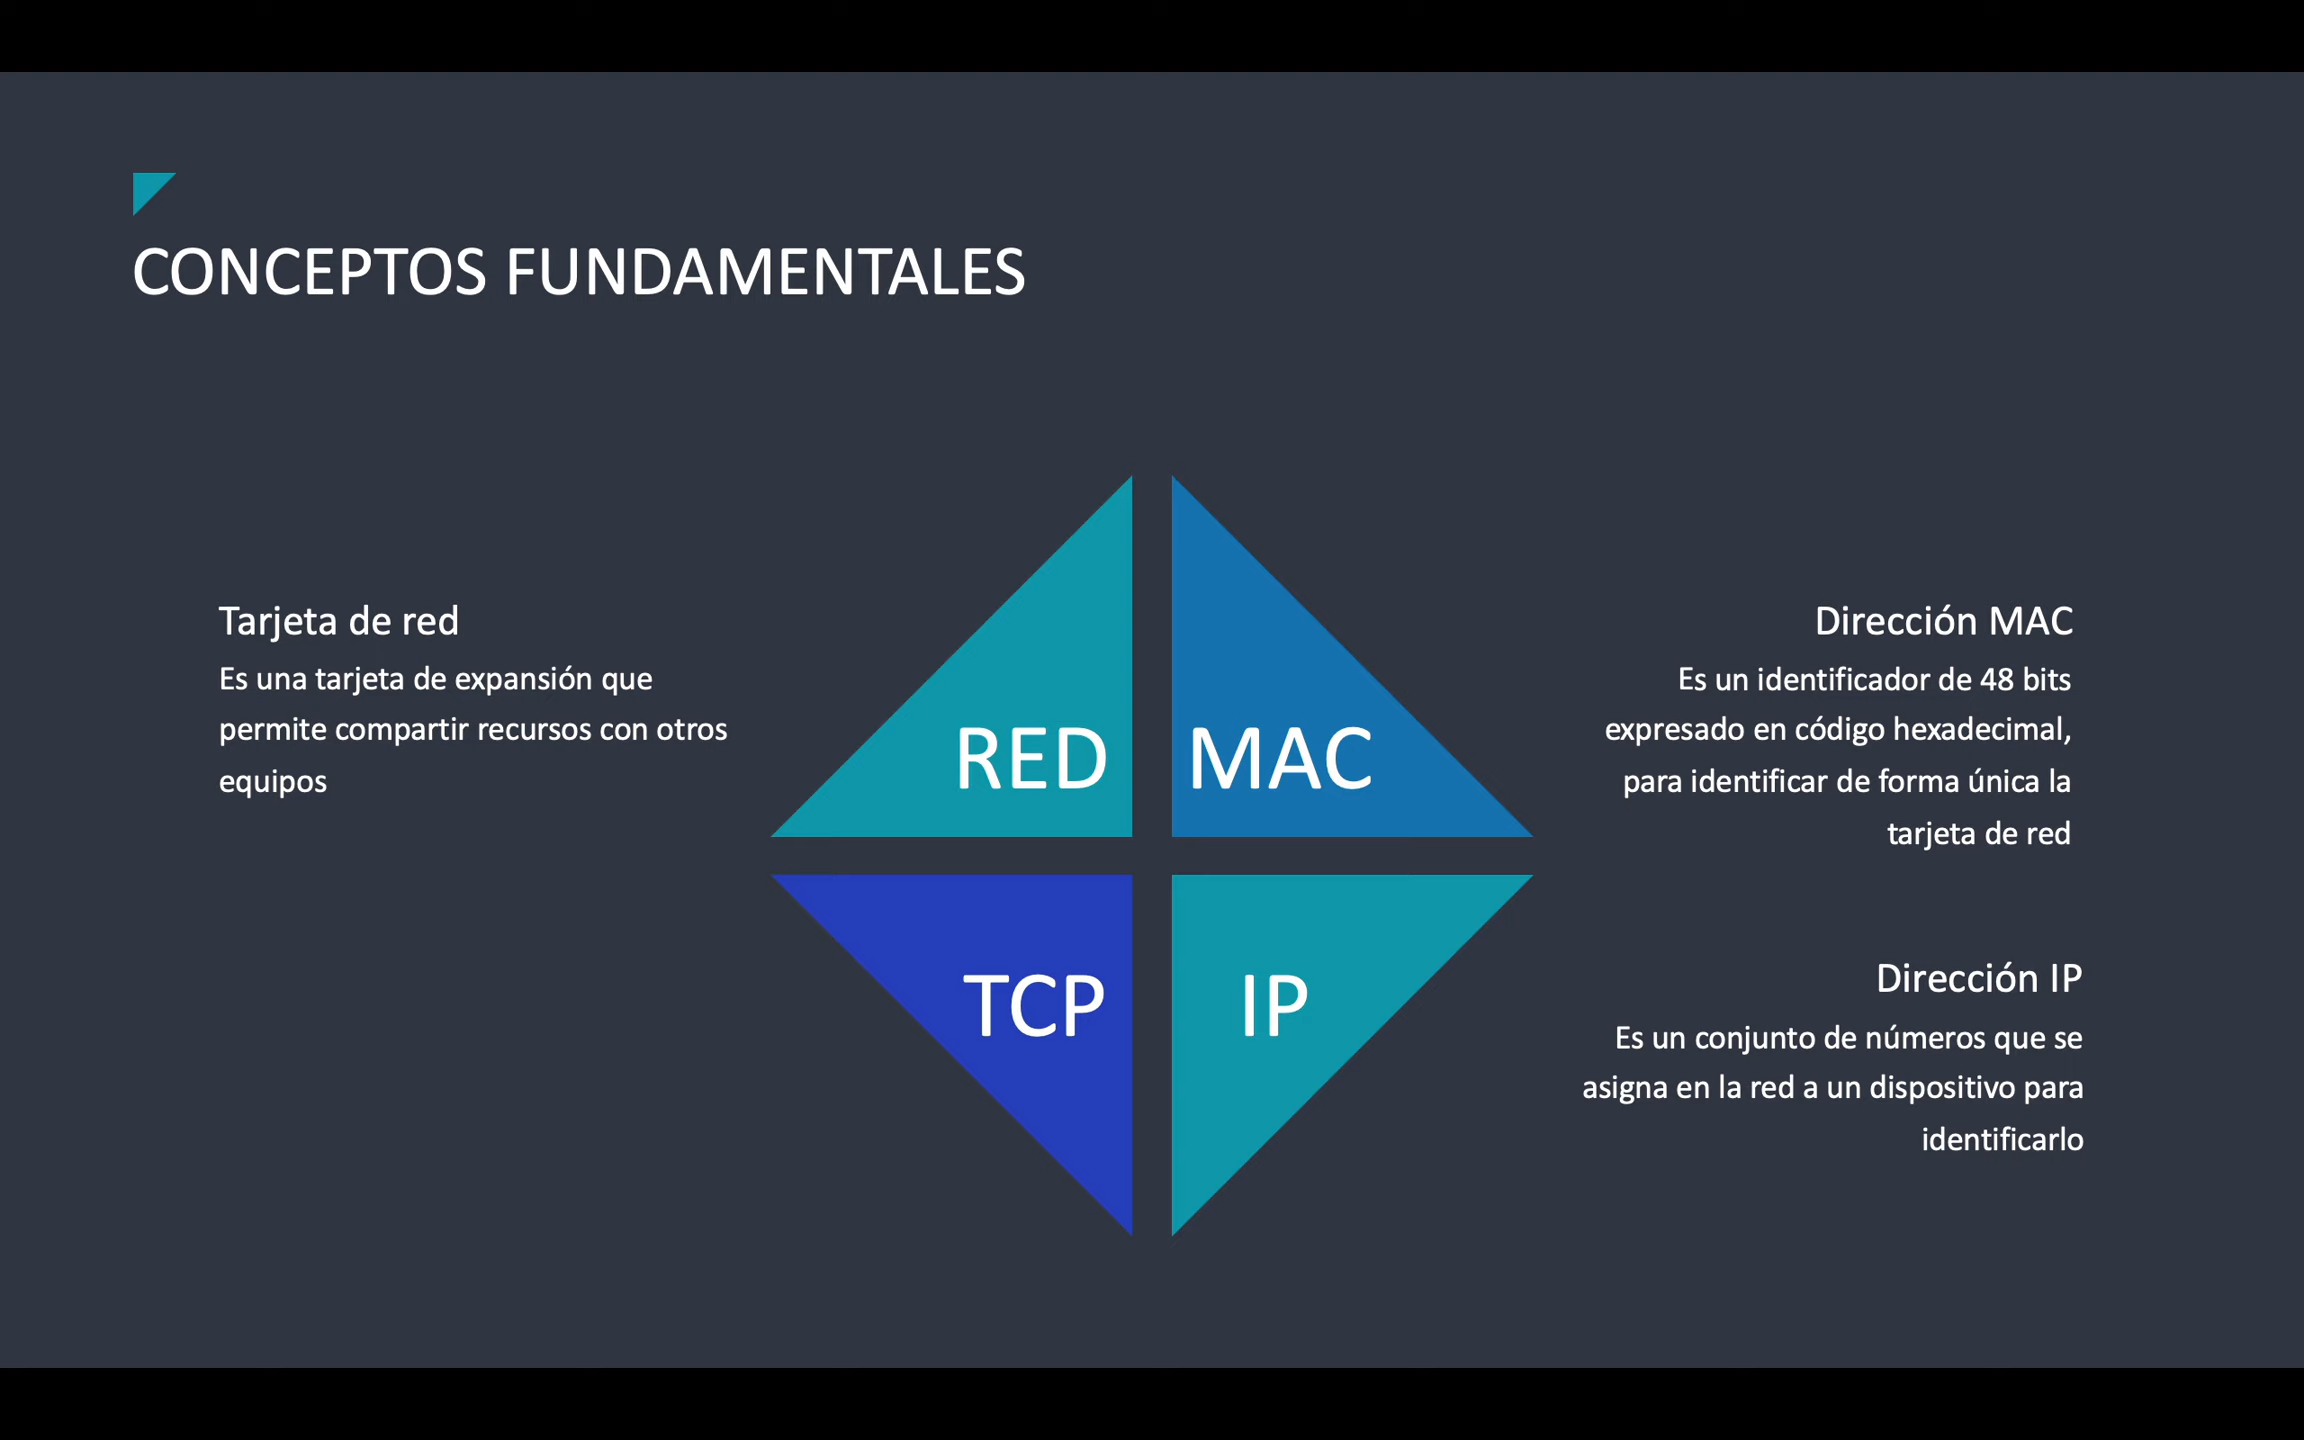 CONCEPTOS FUNDAMENTALES
Tarjeta de red
Es una tarjeta de expansión que
permite compartir recursos con otros
equipos
RED
MAC
Dirección MAC
Es un identificador de 48 bits
expresado en código hexadecimal,
para identificar de forma única la
tarjeta de red
TCP
IP
Dirección IP
Es un conjunto de números que se
asigna en la red a un dispositivo para
identificarlo